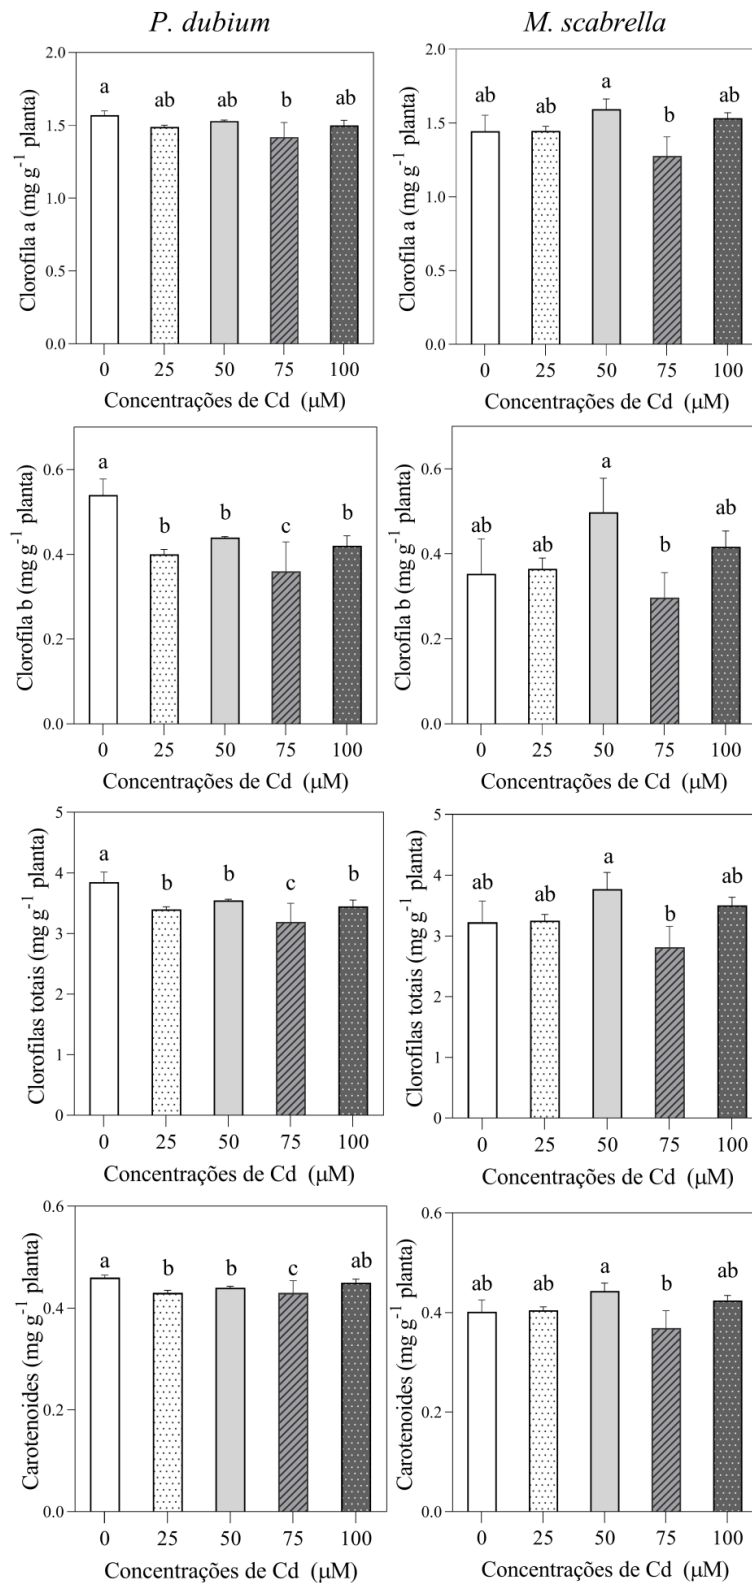 P. dubium
M. scabrella
Clorofila a (mg g⁻¹ planta)
2.0
1.5
1.0
0.5
0.0
a
ab
ab
b
ab
0
25
50
75
100
Concentrações de Cd (μM)
Clorofila a (mg g⁻¹ planta)
2.0
1.5
1.0
0.5
0.0
ab
ab
a
b
ab
0
25
50
75
100
Concentrações de Cd (μM)
Clorofila b (mg g⁻¹ planta)
0.6
0.4
0.2
0.0
a
b
b
c
b
0
25
50
75
100
Concentrações de Cd (μM)
Clorofila b (mg g⁻¹ planta)
0.6
0.4
0.2
0.0
ab
ab
a
b
ab
0
25
50
75
100
Concentrações de Cd (μM)
Clorofilas totais (mg g⁻¹ planta)
5
4
3
2
1
0
a
b
b
c
b
0
25
50
75
100
Concentrações de Cd (μM)
Clorofilas totais (mg g⁻¹ planta)
5
4
3
2
1
0
ab
ab
a
b
ab
0
25
50
75
100
Concentrações de Cd (μM)
Carotenoides (mg g⁻¹ planta)
0.6
0.4
0.2
0.0
a
b
b
c
ab
0
25
50
75
100
Concentrações de Cd (μM)
Carotenoides (mg g⁻¹ planta)
0.6
0.4
0.2
0.0
ab
ab
a
b
ab
0
25
50
75
100
Concentrações de Cd (μM)